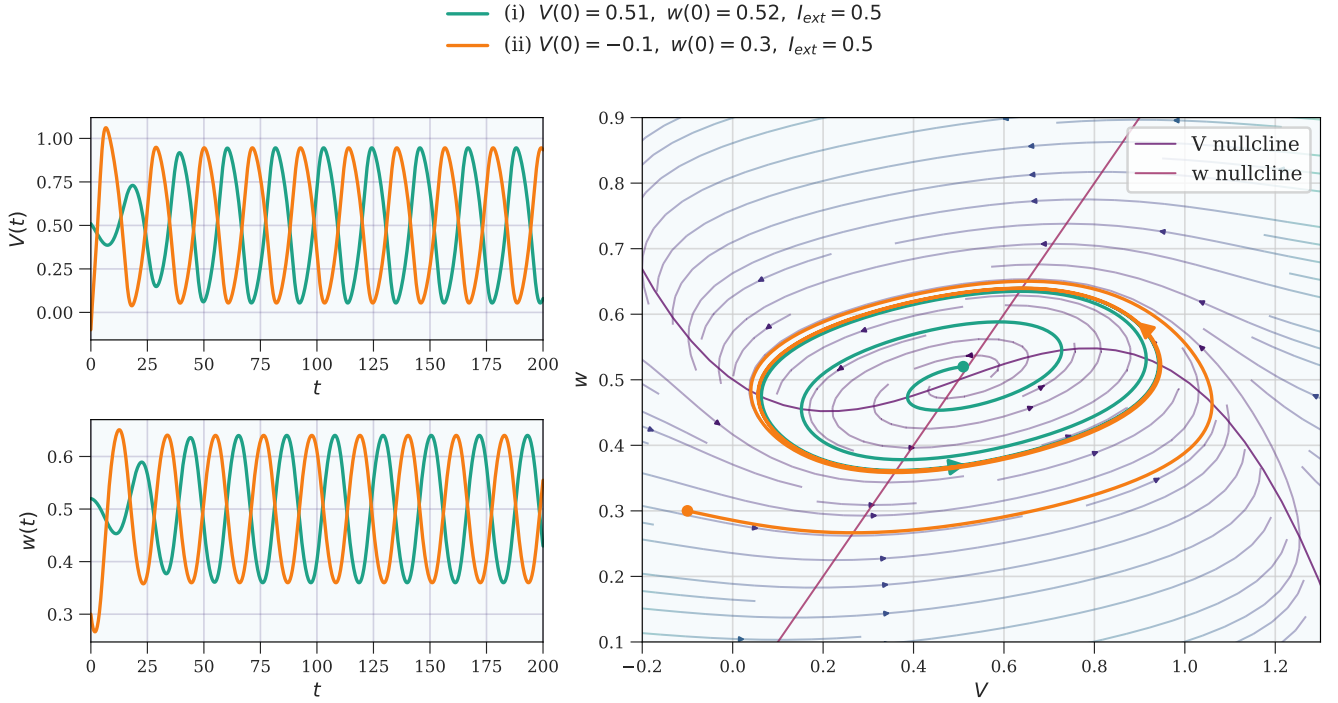 (i) V(0) = 0.51, w(0) = 0.52, I_ext = 0.5
(ii) V(0) = −0.1, w(0) = 0.3, I_ext = 0.5
1.00
0.75
0.50
0.25
0.00
V(t)
0 25 50 75 100 125 150 175 200
t
0.6
0.5
0.4
0.3
w(t)
0 25 50 75 100 125 150 175 200
t
0.9
0.8
0.7
0.6
0.5
0.4
0.3
0.2
0.1
w
V nullcline
w nullcline
−0.2 0.0 0.2 0.4 0.6 0.8 1.0 1.2
V